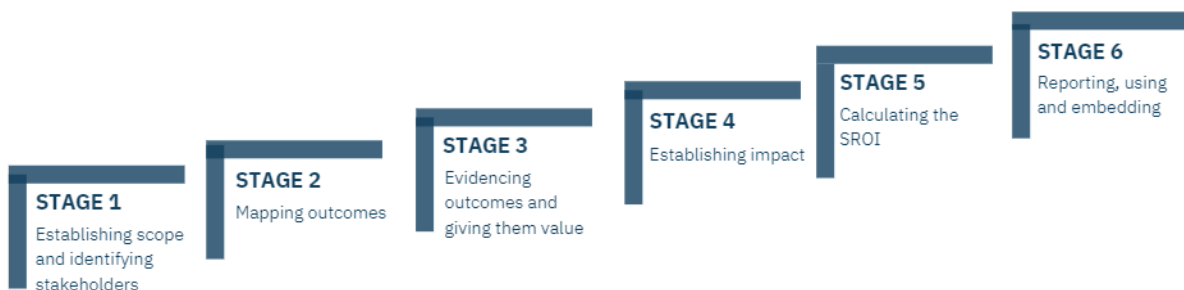 STAGE 1
Establishing scope
and identifying
stakeholders
STAGE 2
Mapping outcomes
STAGE 3
Evidencing
outcomes and
giving them value
STAGE 4
Establishing impact
STAGE 5
Calculating the
SROI
STAGE 6
Reporting, using
and embedding